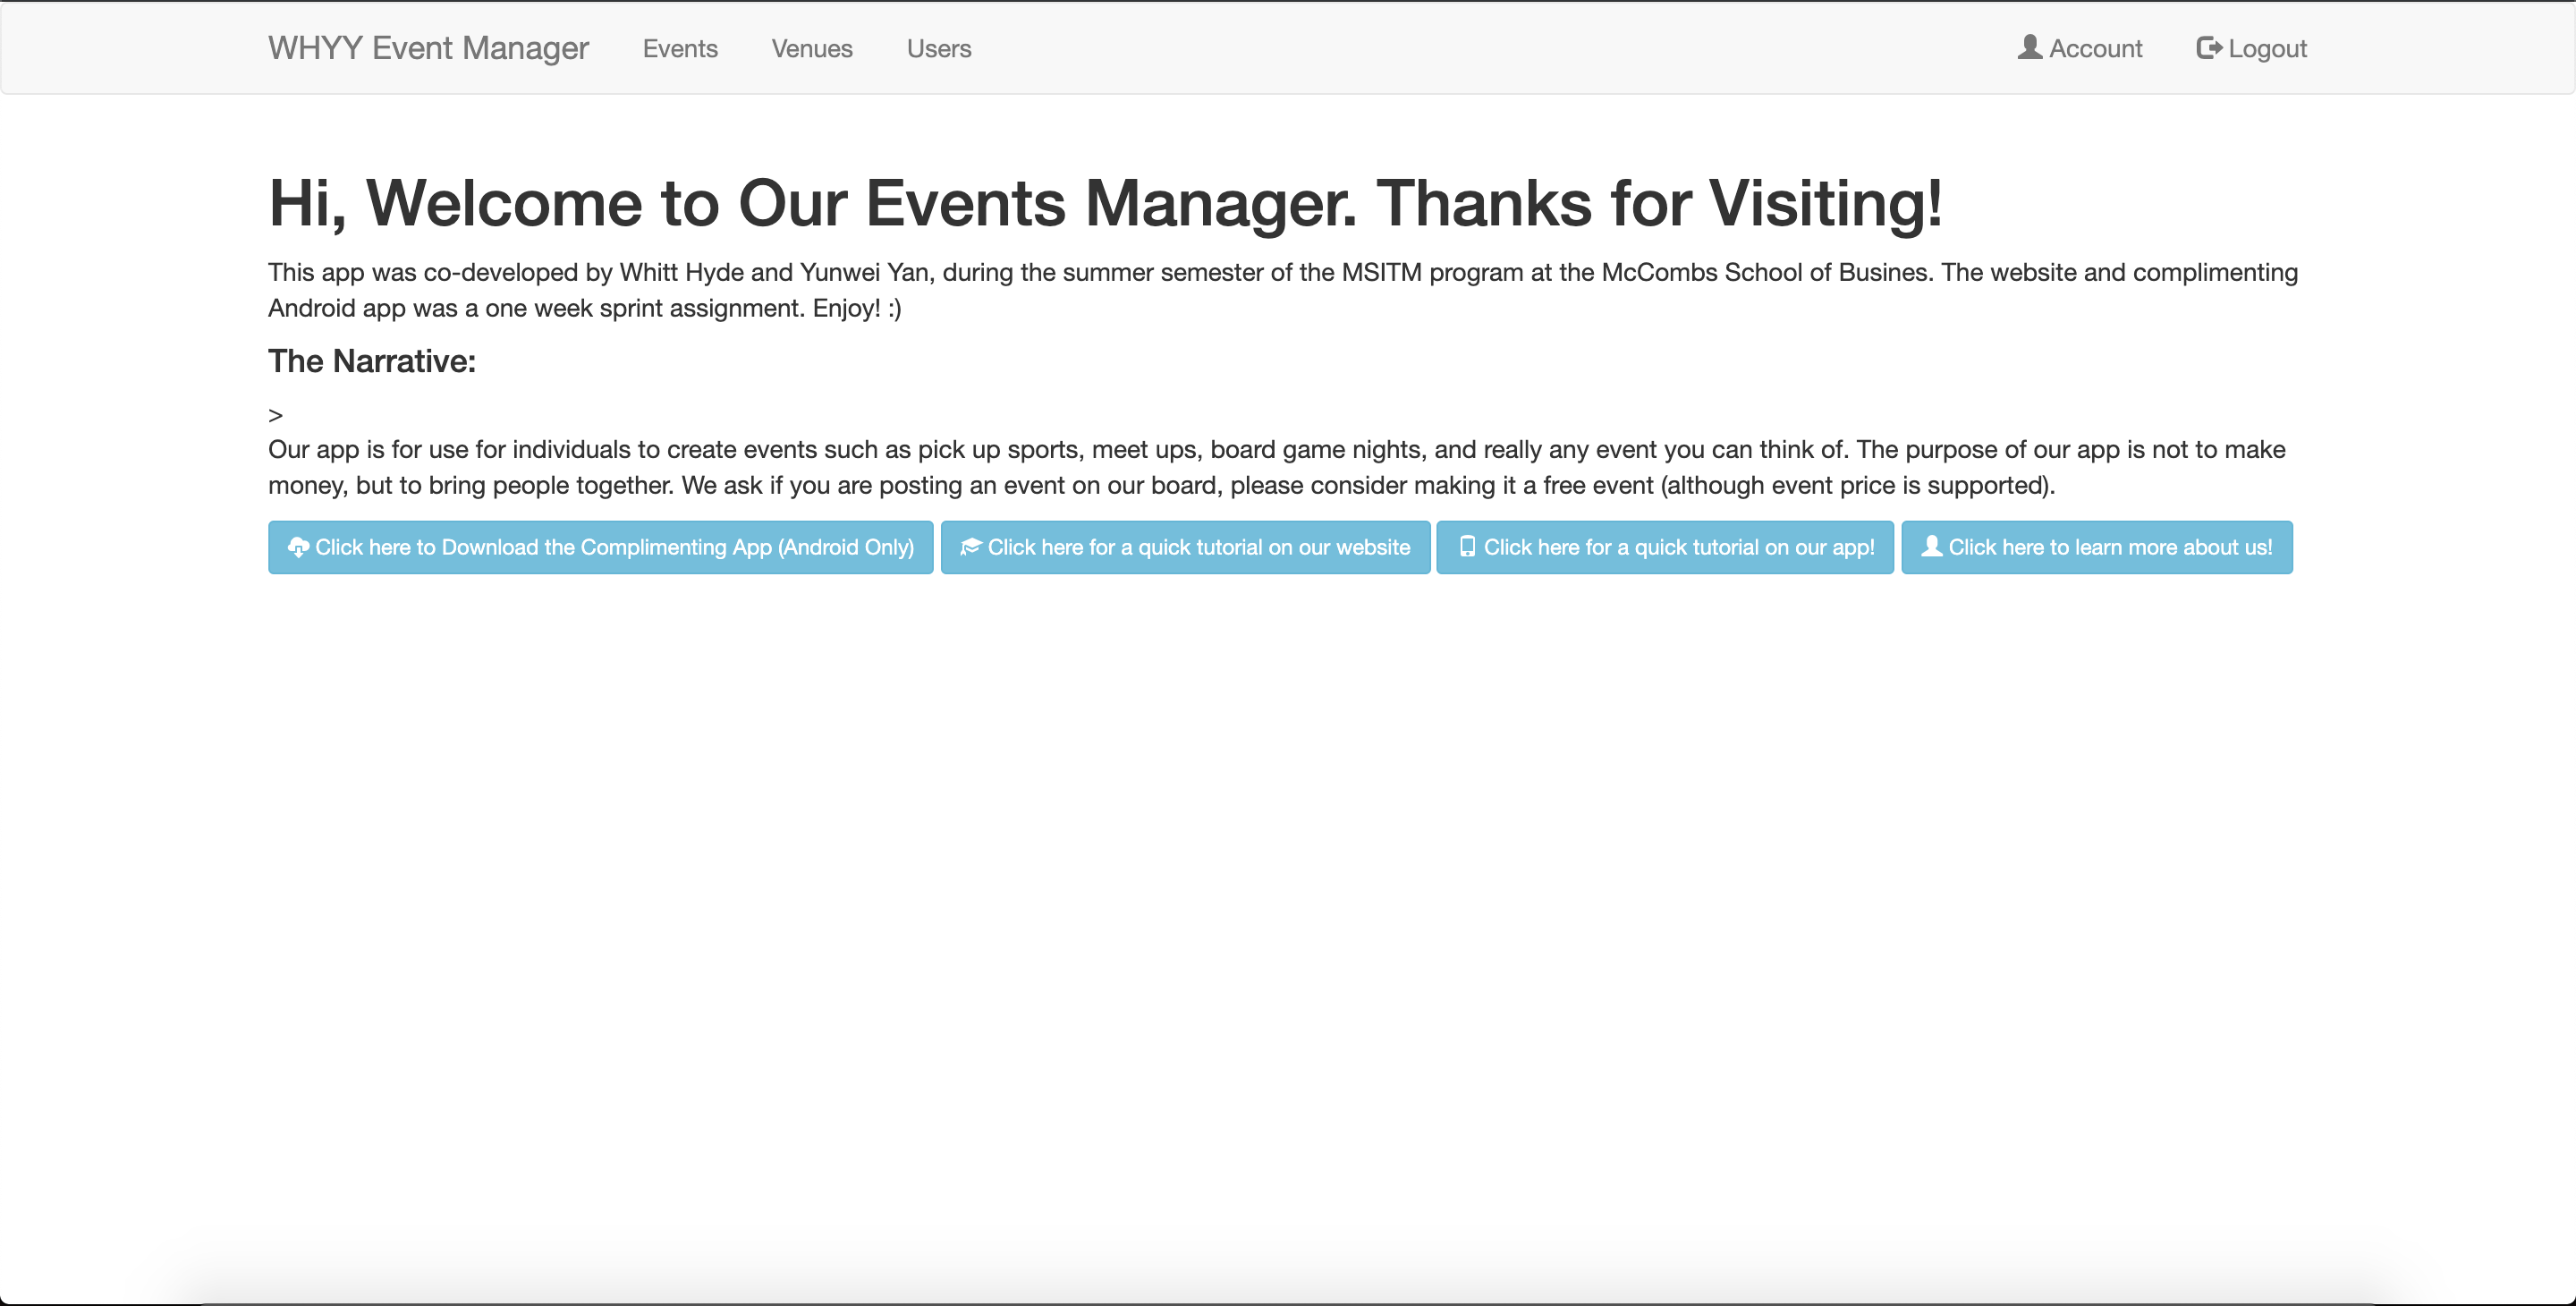 WHYY Event Manager Events Venues Users Account Logout
Hi, Welcome to Our Events Manager. Thanks for Visiting!
This app was co-developed by Whitt Hyde and Yunwei Yan, during the summer semester of the MSITM program at the McCombs School of Busines. The website and complimenting
Android app was a one week sprint assignment. Enjoy! :)
The Narrative:
>
Our app is for use for individuals to create events such as pick up sports, meet ups, board game nights, and really any event you can think of. The purpose of our app is not to make
money, but to bring people together. We ask if you are posting an event on our board, please consider making it a free event (although event price is supported).
Click here to Download the Complimenting App (Android Only) Click here for a quick tutorial on our website Click here for a quick tutorial on our app! Click here to learn more about us!